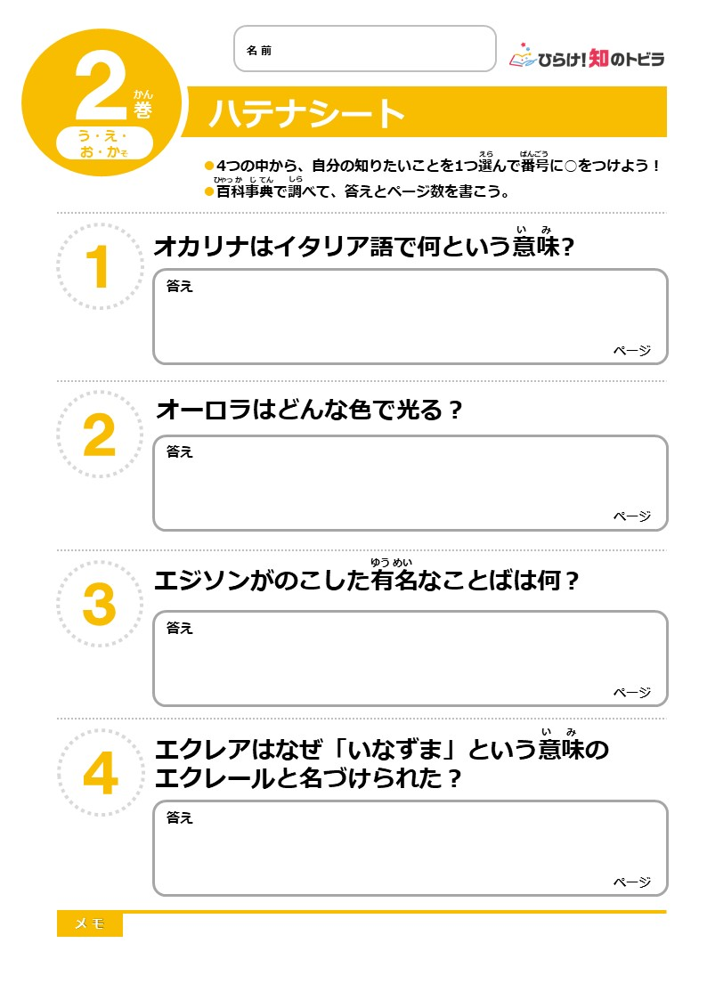 名前
ひらけ！知のトビラ
2
かん
巻
う・え・
お・かそ
ハテナシート
えら ばんごう
●4つの中から、自分の知りたいことを1つ選んで番号に○をつけよう！
ひゃっか じてん しら
●百科事典で調べて、答えとページ数を書こう。
1
いみ
オカリナはイタリア語で何という意味？
答え
ページ
2
オーロラはどんな色で光る？
答え
ページ
3
ゆうめい
エジソンがのこした有名なことばは何？
答え
ページ
4
いみ
エクレアはなぜ「いなずま」という意味の
エクレールと名づけられた？
答え
ページ
メモ